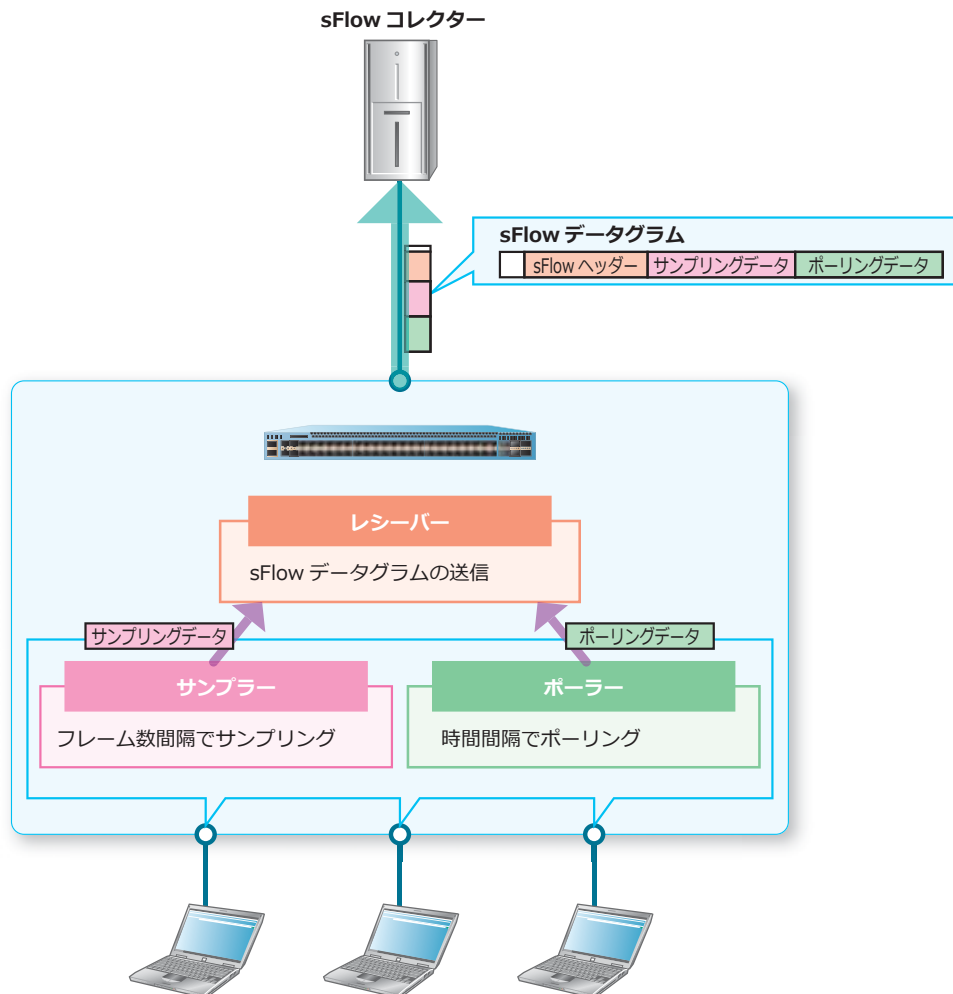 sFlow コレクター
sFlow データグラム
sFlow ヘッダー サンプリングデータ ポーリングデータ
レシーバー
sFlow データグラムの送信
サンプリングデータ
ポーリングデータ
サンプラー
ポーラー
フレーム数間隔でサンプリング
時間間隔でポーリング